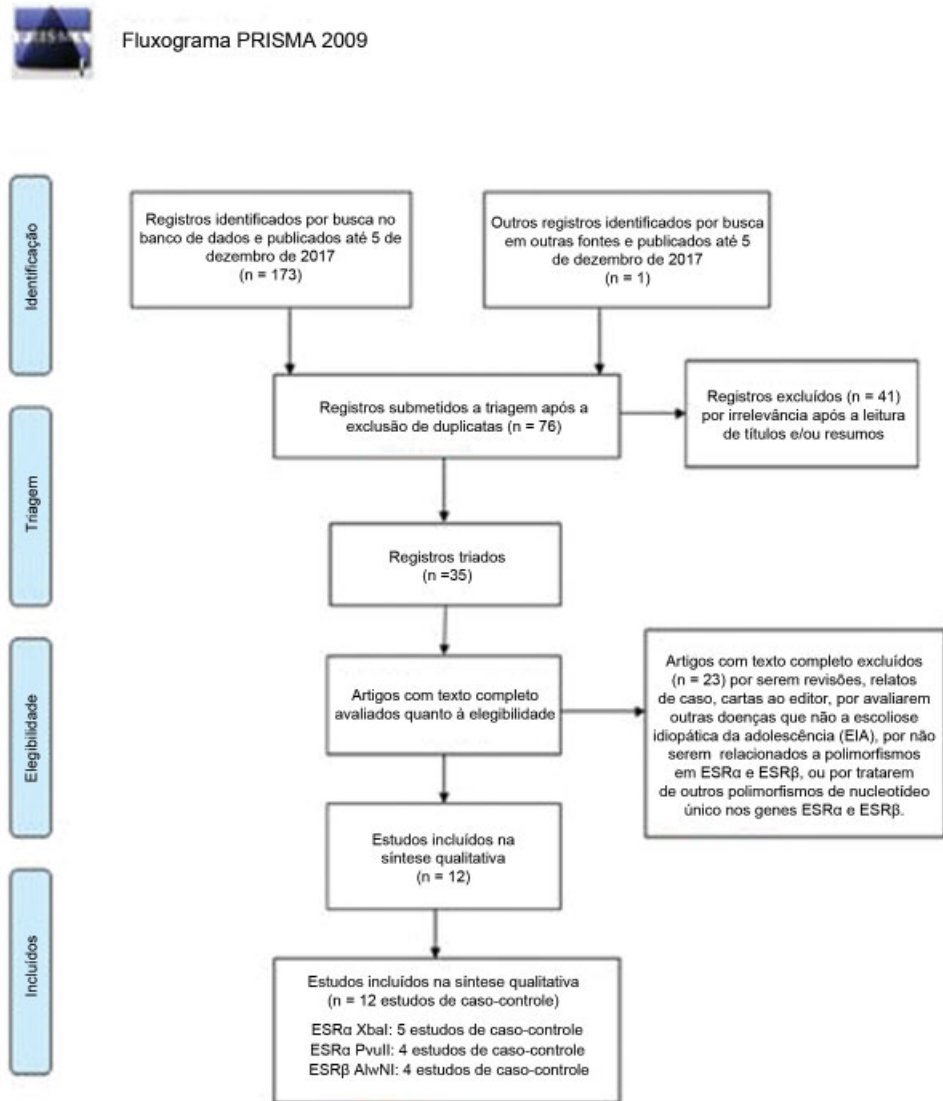 PRISMA
Fluxograma PRISMA 2009
Identificação
Registros identificados por busca no
banco de dados e publicados até 5 de
dezembro de 2017
(n = 173)
Outros registros identificados por busca
em outras fontes e publicados até 5
de dezembro de 2017
(n = 1)
Registros submetidos a triagem após a
exclusão de duplicatas (n = 76)
Registros excluídos (n = 41)
por irrelevância após a leitura
de títulos e/ou resumos
Triagem
Registros triados
(n =35)
Elegibilidade
Artigos com texto completo
avaliados quanto à elegibilidade
Artigos com texto completo excluídos
(n = 23) por serem revisões, relatos
de caso, cartas ao editor, por avaliarem
outras doenças que não a escoliose
idiopática da adolescência (EIA), por não
serem relacionados a polimorfismos
em ESRα e ESRβ, ou por tratarem
de outros polimorfismos de nucleotídeo
único nos genes ESRα e ESRβ.
Estudos incluídos na
síntese qualitativa
(n = 12)
Incluídos
Estudos incluídos na síntese qualitativa
(n = 12 estudos de caso-controle)
ESRα XbaI: 5 estudos de caso-controle
ESRα PvuII: 4 estudos de caso-controle
ESRβ AlwNI: 4 estudos de caso-controle